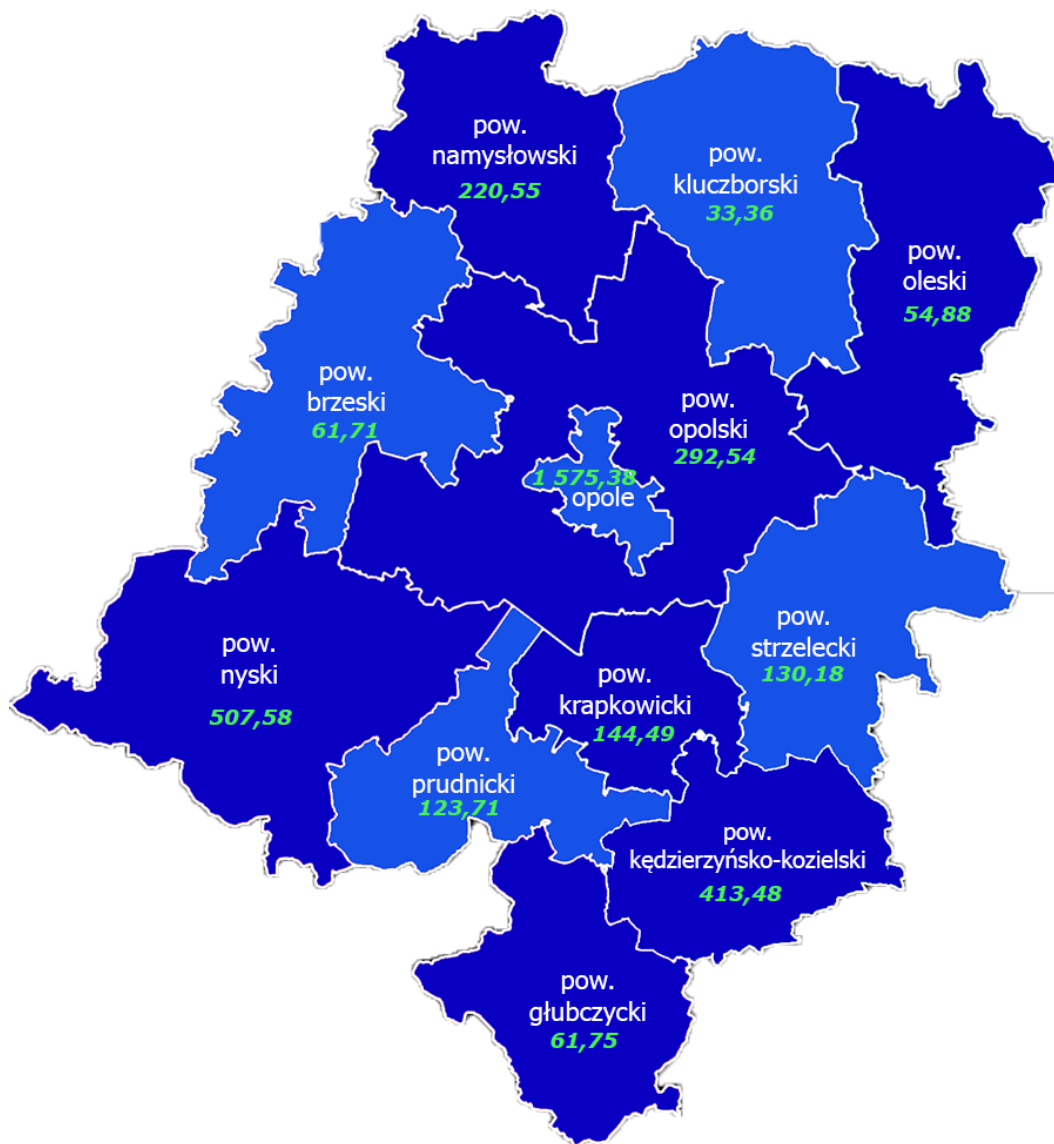 pow.
namysłowski
220,55
pow.
kluczborski
33,36
pow.
oleski
54,88
pow.
brzeski
61,71
pow.
opolski
292,54
1 575,38
opole
pow.
nyski
507,58
pow.
strzelecki
130,18
pow.
krapkowicki
144,49
pow.
prudnicki
123,71
pow.
kędzierzyńsko-kozielski
413,48
pow.
głubczycki
61,75